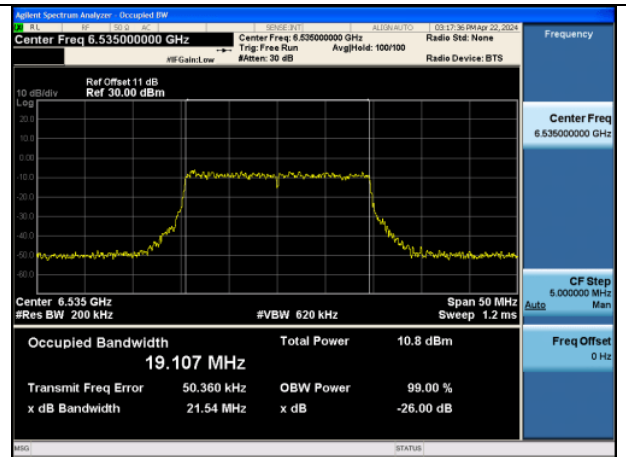 Agilent Spectrum Analyzer - Occupied BW
RL RF 50 Ω AC SENSE:INT ALIGN AUTO 03:17:36 PM Apr 22, 2024
Center Freq 6.535000000 GHz
Center Freq: 6.535000000 GHz
Radio Std: None
Trig: Free Run
Avg|Hold: 100/100
#IFGain:Low
#Atten: 30 dB
Radio Device: BTS
Ref Offset 11 dB
10 dB/div
Ref 30.00 dBm
Log
20.0
10.0
0.00
-10.0
-20.0
-30.0
-40.0
-50.0
-60.0
Center 6.535 GHz
Span 50 MHz
#Res BW 200 kHz
#VBW 620 kHz
Sweep 1.2 ms
Occupied Bandwidth
Total Power
10.8 dBm
19.107 MHz
Transmit Freq Error
50.360 kHz
OBW Power
99.00 %
x dB Bandwidth
21.54 MHz
x dB
-26.00 dB
MSG
STATUS
Frequency
Center Freq
6.535000000 GHz
CF Step
5.000000 MHz
Auto Man
Freq Offset
0 Hz